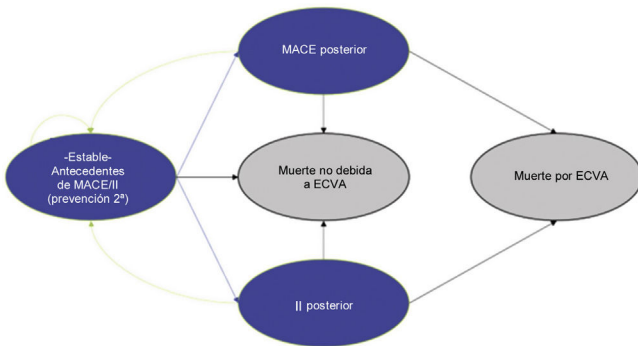 MACE posterior
-Estable-
Antecedentes
de MACE/II
(prevención 2ª)
Muerte no debida
a ECVA
Muerte por ECVA
II posterior